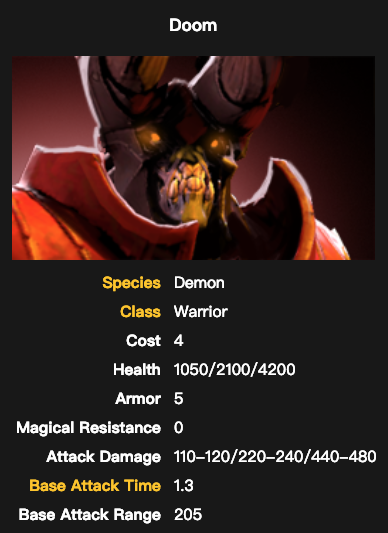 Doom
Species Demon
Class Warrior
Cost 4
Health 1050/2100/4200
Armor 5
Magical Resistance 0
Attack Damage 110–120/220–240/440–480
Base Attack Time 1.3
Base Attack Range 205